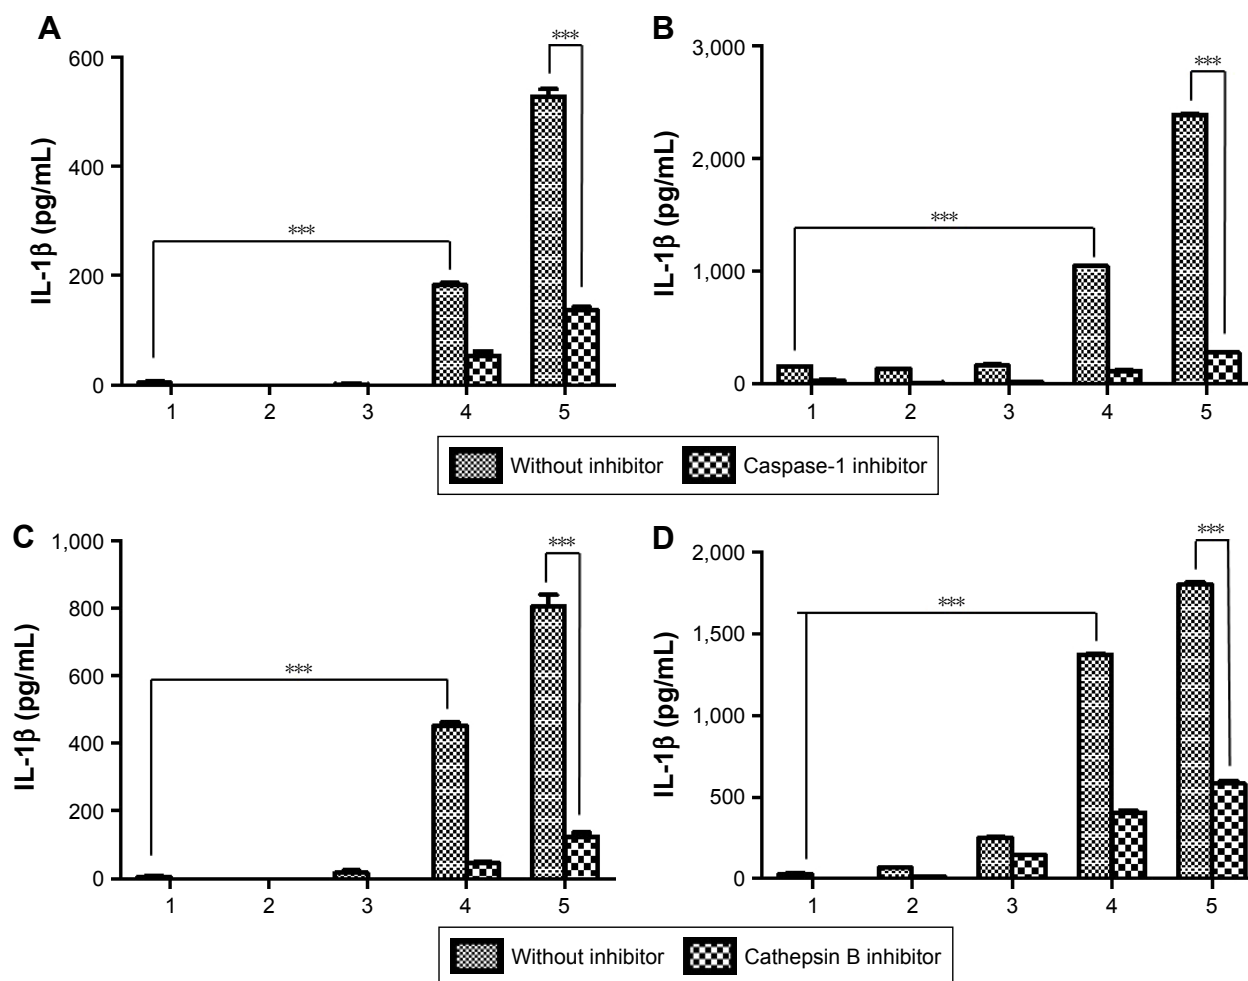 A
IL-1β (pg/mL)
600
400
200
0
***
***
1 2 3 4 5
B
IL-1β (pg/mL)
3,000
2,000
1,000
0
***
***
1 2 3 4 5
Without inhibitor Caspase-1 inhibitor
C
IL-1β (pg/mL)
1,000
800
600
400
200
0
***
***
1 2 3 4 5
D
IL-1β (pg/mL)
2,000
1,500
1,000
500
0
***
***
1 2 3 4 5
Without inhibitor Cathepsin B inhibitor